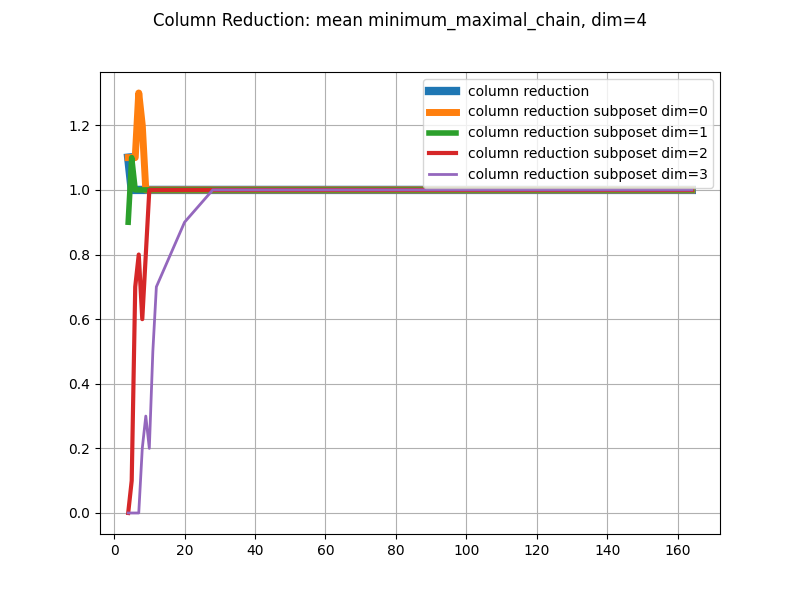 Column Reduction: mean minimum_maximal_chain, dim=4
column reduction
column reduction subposet dim=0
column reduction subposet dim=1
column reduction subposet dim=2
column reduction subposet dim=3
1.2
1.0
0.8
0.6
0.4
0.2
0.0
0 20 40 60 80 100 120 140 160